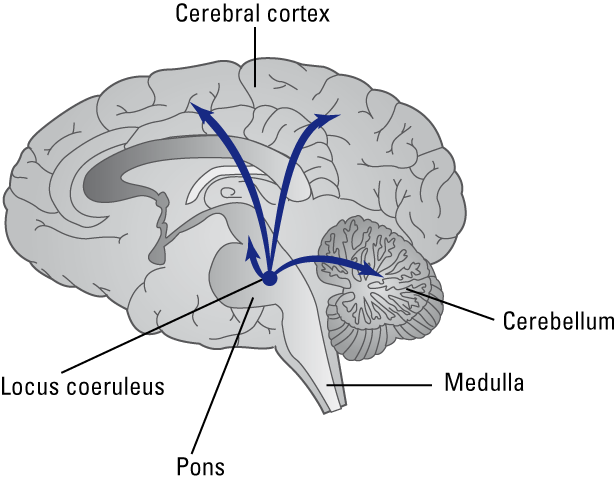 Cerebral cortex
Cerebellum
Locus coeruleus
Medulla
Pons